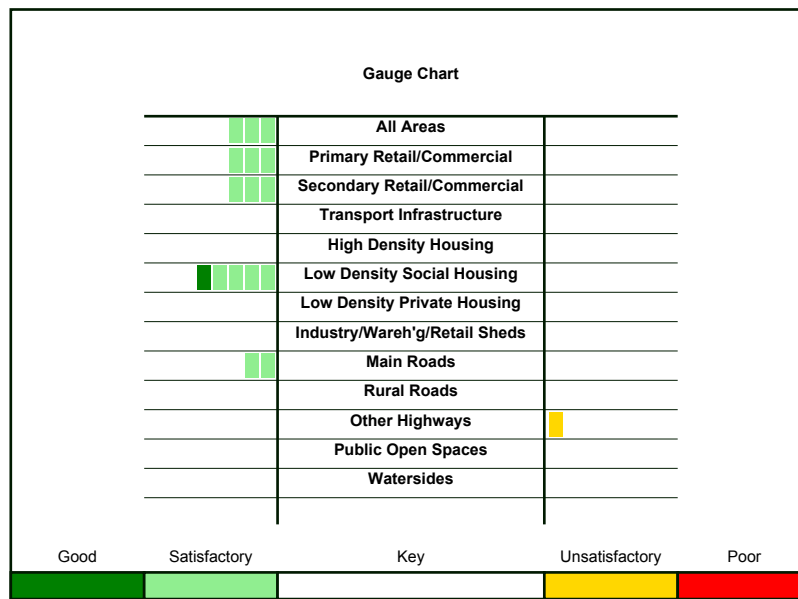 Gauge Chart
All Areas
Primary Retail/Commercial
Secondary Retail/Commercial
Transport Infrastructure
High Density Housing
Low Density Social Housing
Low Density Private Housing
Industry/Wareh'g/Retail Sheds
Main Roads
Rural Roads
Other Highways
Public Open Spaces
Watersides
Good Satisfactory Key Unsatisfactory Poor